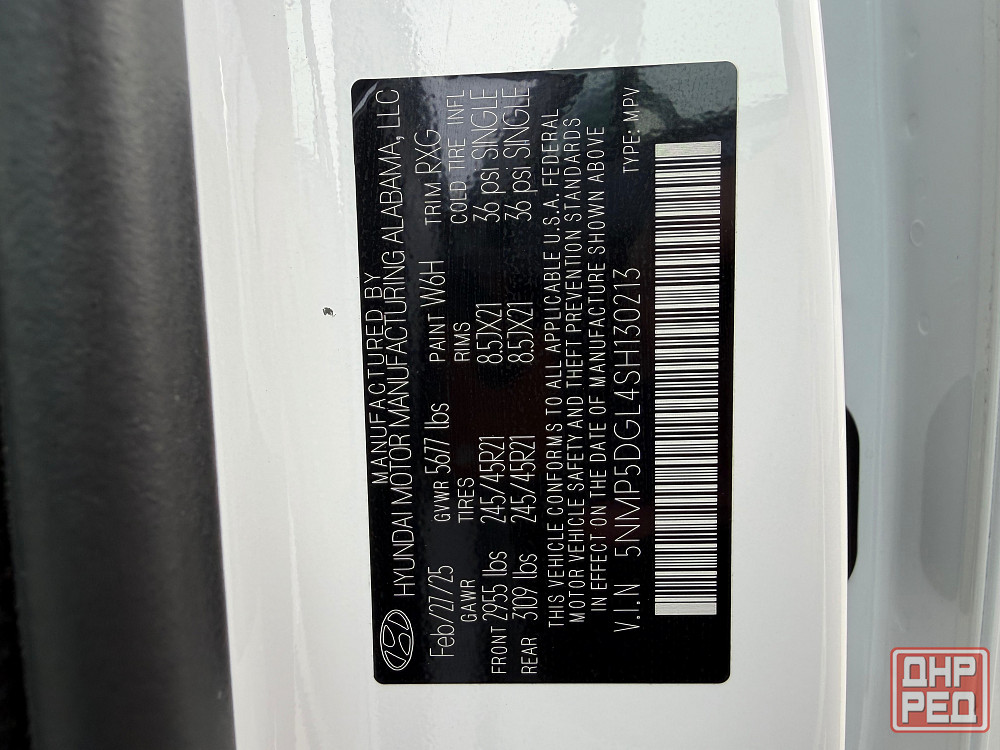 MANUFACTURED BY
HYUNDAI MOTOR MANUFACTURING ALABAMA, LLC
Feb/27/25 GVWR 5677 lbs PAINT W6H TRIM RXG
GAWR TIRES RIMS COLD TIRE INFL
FRONT 2955 lbs 245/45R21 8.5JX21 36 psi SINGLE
REAR 3109 lbs 245/45R21 8.5JX21 36 psi SINGLE
THIS VEHICLE CONFORMS TO ALL APPLICABLE U.S.A. FEDERAL
MOTOR VEHICLE SAFETY AND THEFT PREVENTION STANDARDS
IN EFFECT ON THE DATE OF MANUFACTURE SHOWN ABOVE
V.I.N 5NMP5DGL4SH130213 TYPE: MPV
ДНР
РЕД